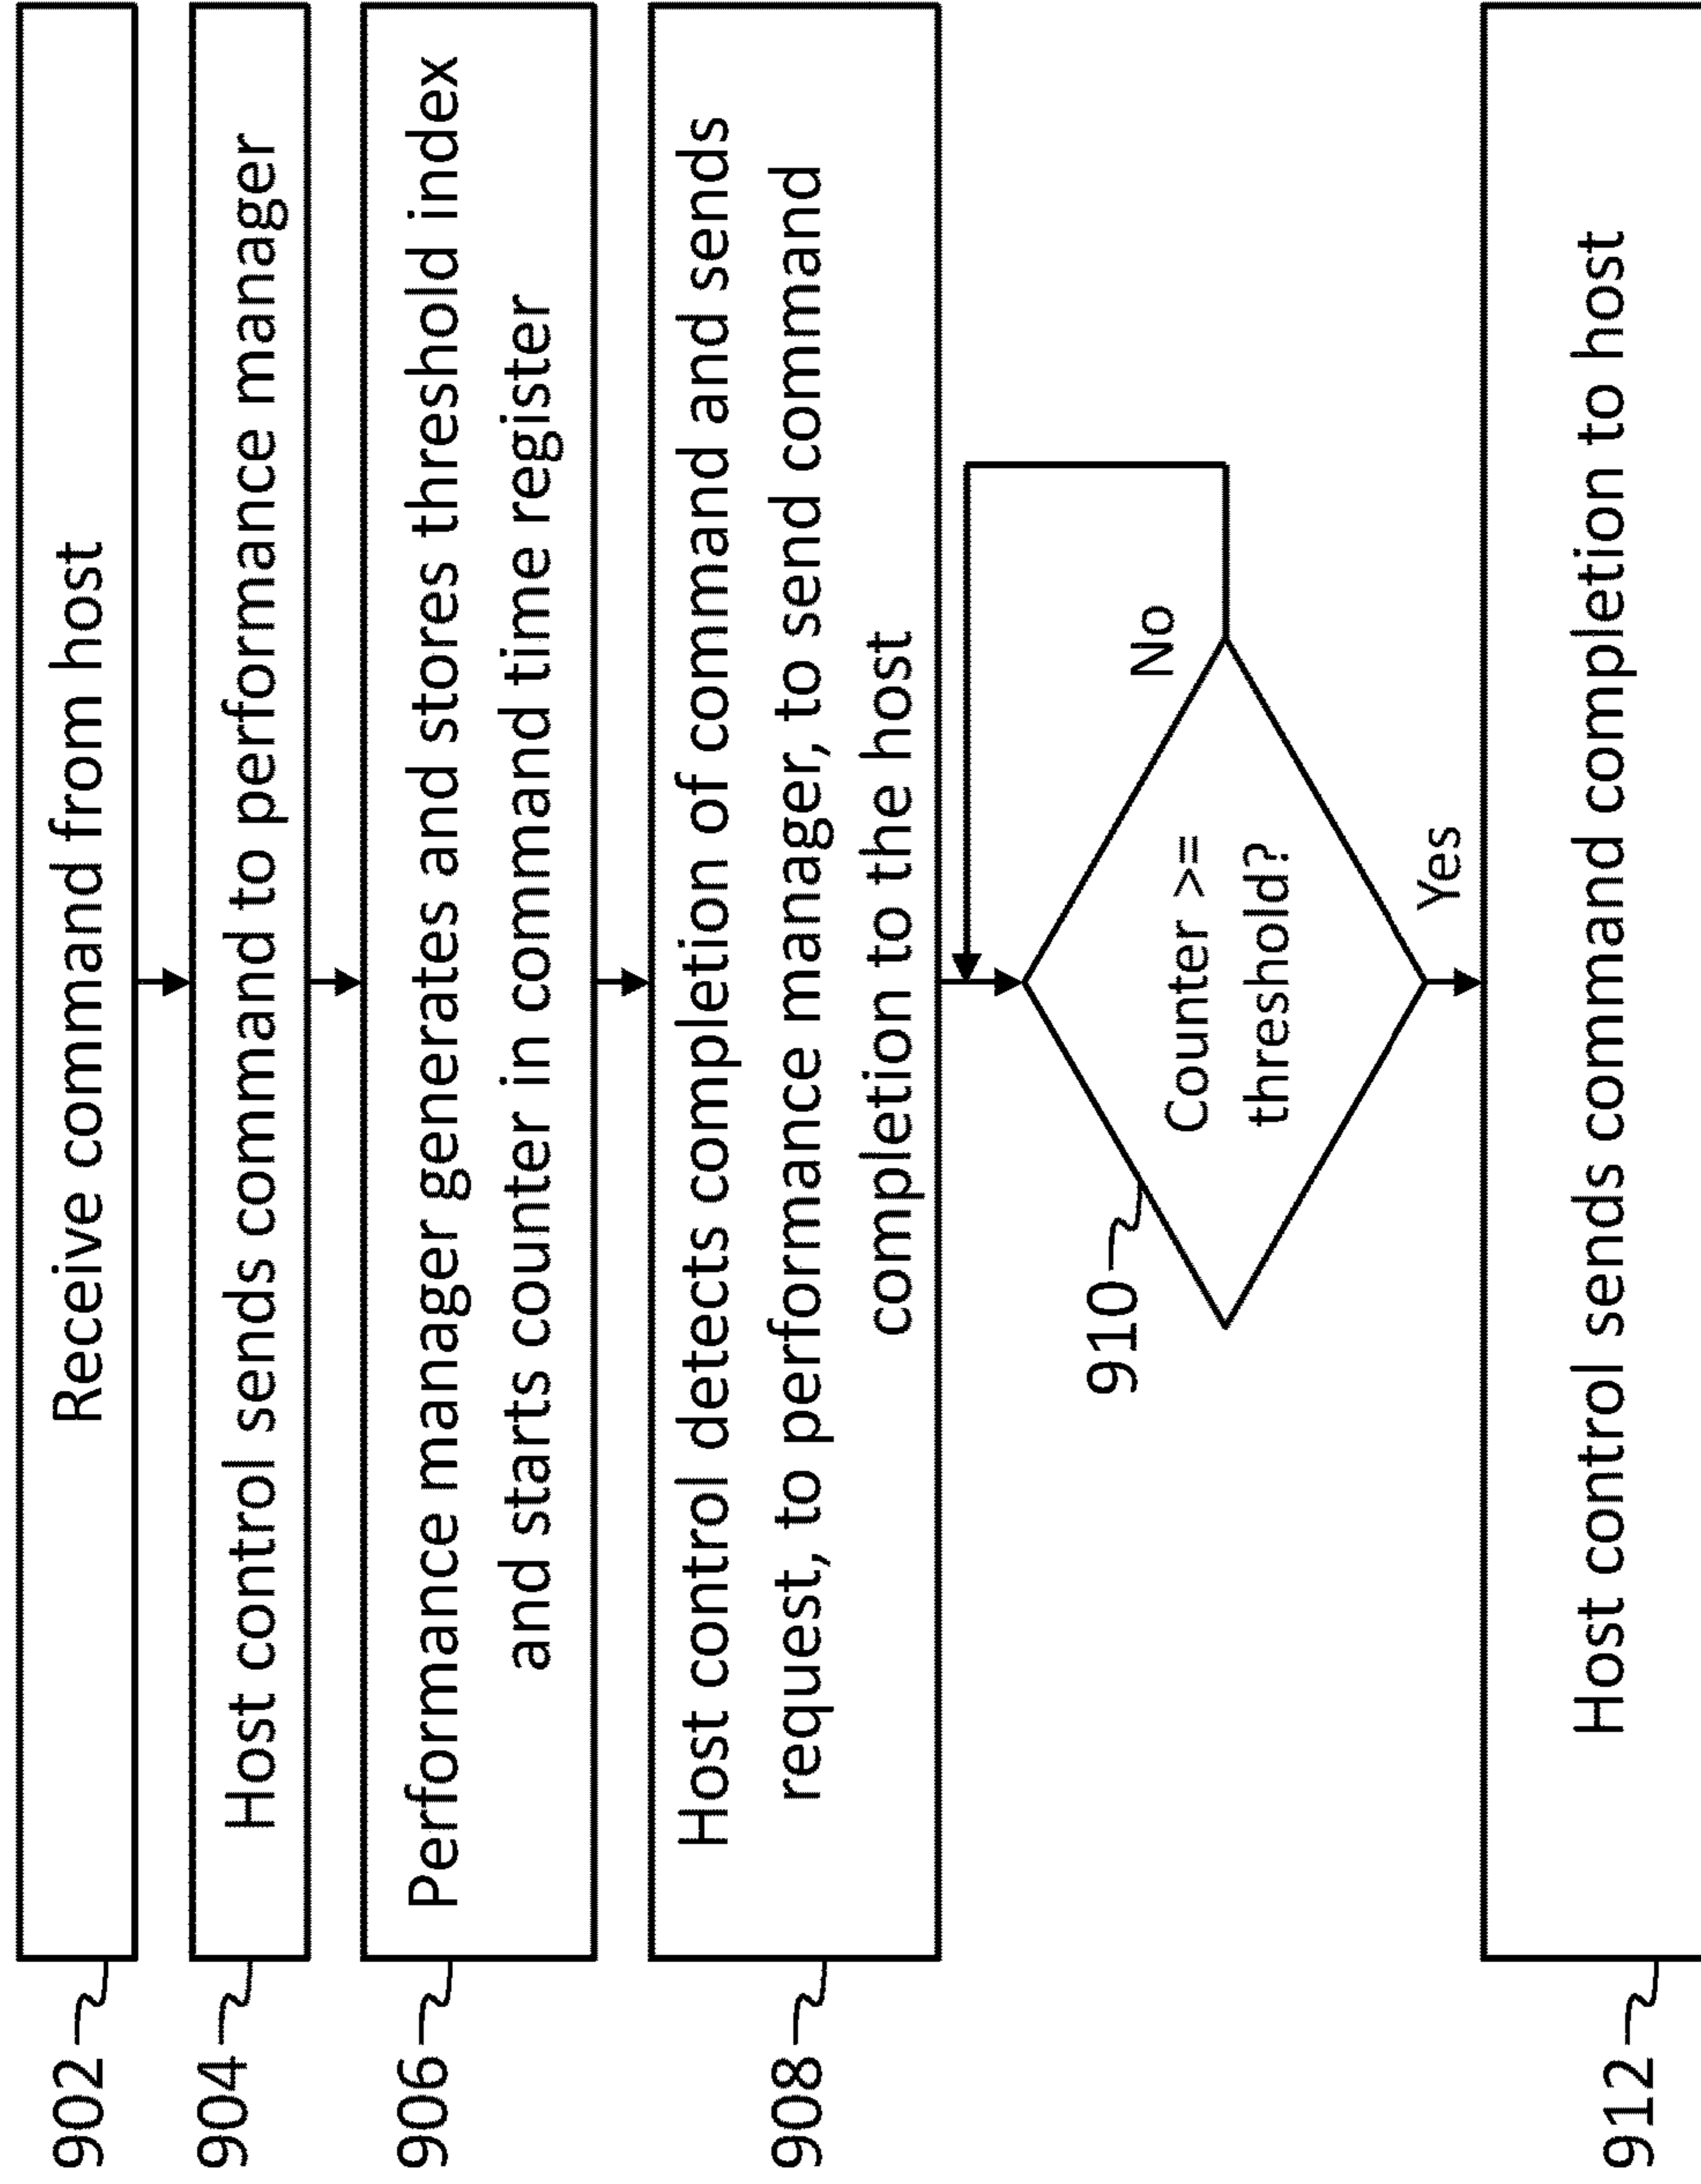 902
Receive command from host
904
Host control sends command to performance manager
906
Performance manager generates and stores threshold index
and starts counter in command time register
908
Host control detects completion of command and sends
request, to performance manager, to send command
completion to the host
910
Counter >=
threshold?
No
Yes
912
Host control sends command completion to host